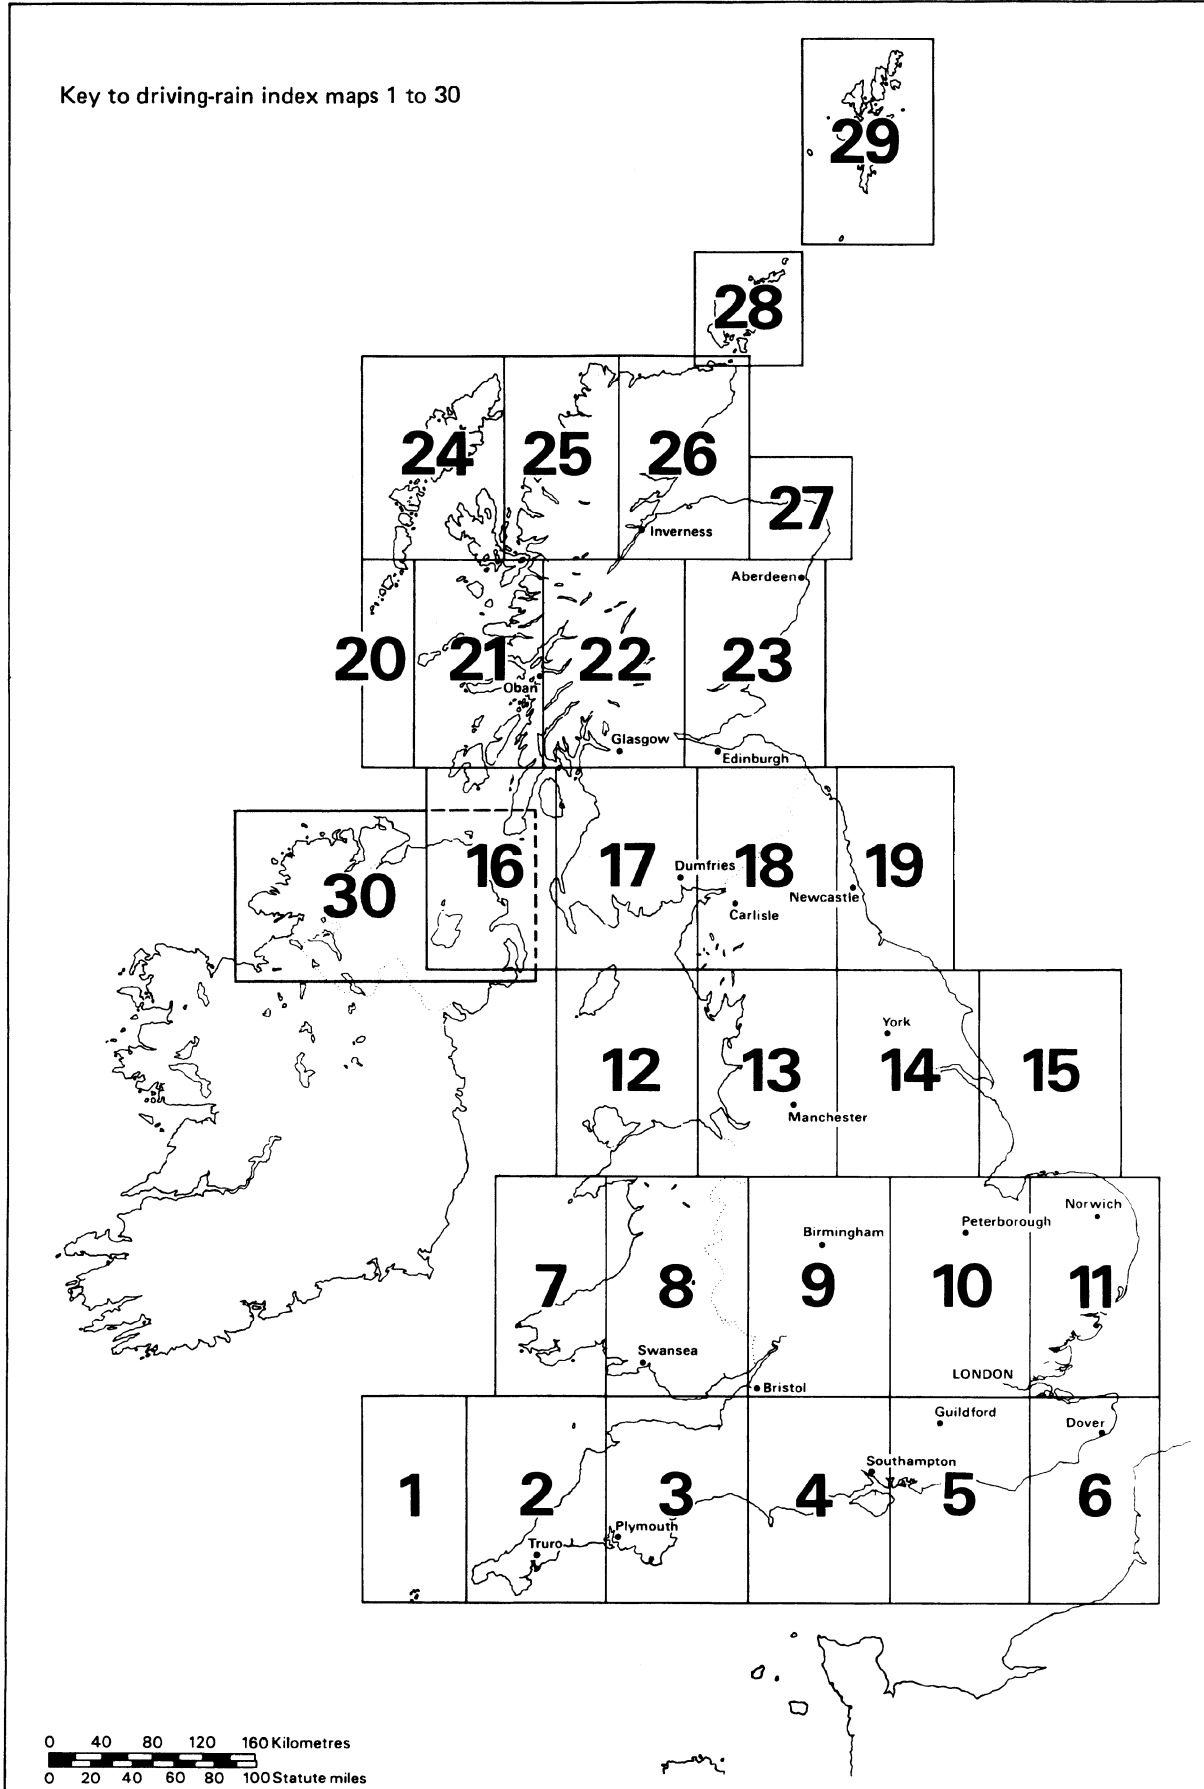 Key to driving-rain index maps 1 to 30
29
28
24 25 26
27
Inverness
Aberdeen
20 21 22 23
Oban
Glasgow
Edinburgh
16 17 18 19
30
Dumfries
Newcastle
Carlisle
York
12 13 14 15
Manchester
Norwich
Peterborough
Birmingham
7 8 9 10 11
Swansea
LONDON
Bristol
Guildford
Dover
Southampton
1 2 3 4 5 6
Plymouth
Truro
0 40 80 120 160 Kilometres
0 20 40 60 80 100 Statute miles